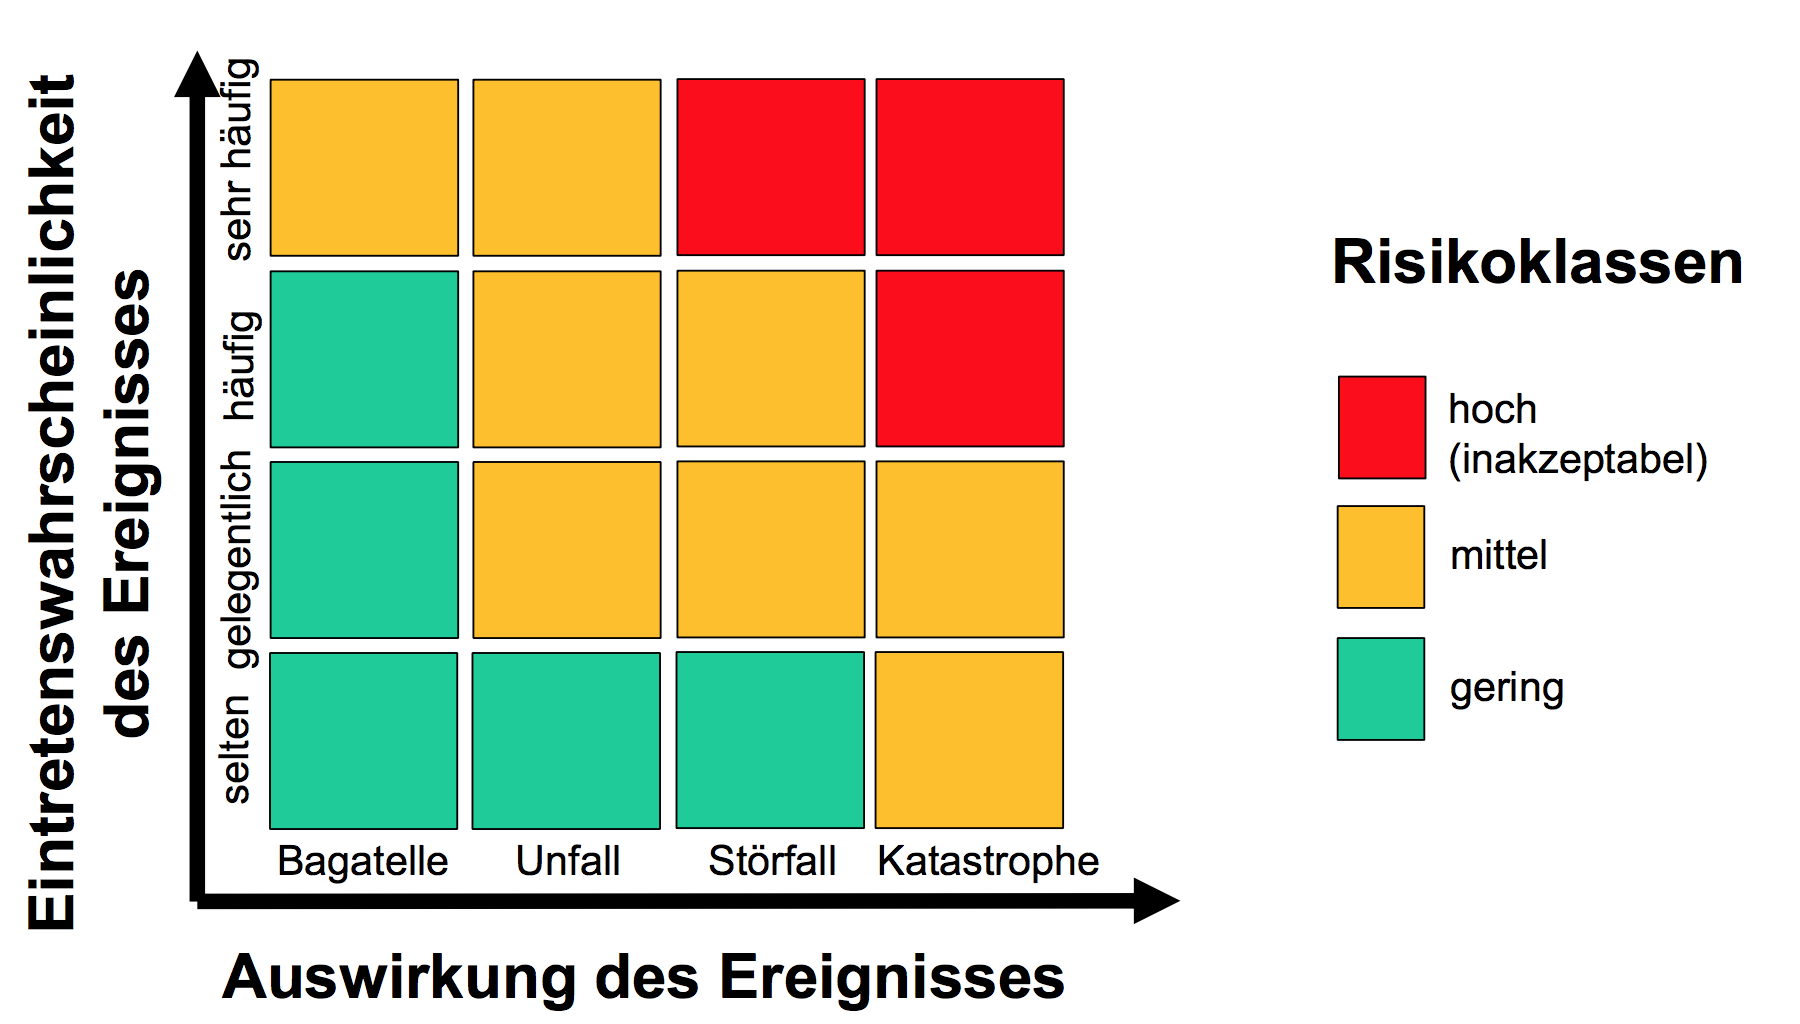 Eintretenswahrscheinlichkeit
des Ereignisses
sehr häufig
häufig
gelegentlich
selten
Bagatelle
Unfall
Störfall
Katastrophe
Auswirkung des Ereignisses
Risikoklassen
hoch
(inakzeptabel)
mittel
gering